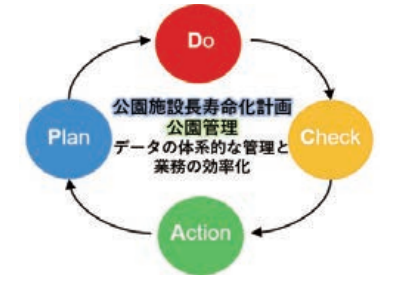 Do
公園施設長寿命化計画
公園管理
Plan
データの体系的な管理と
Check
業務の効率化
Action